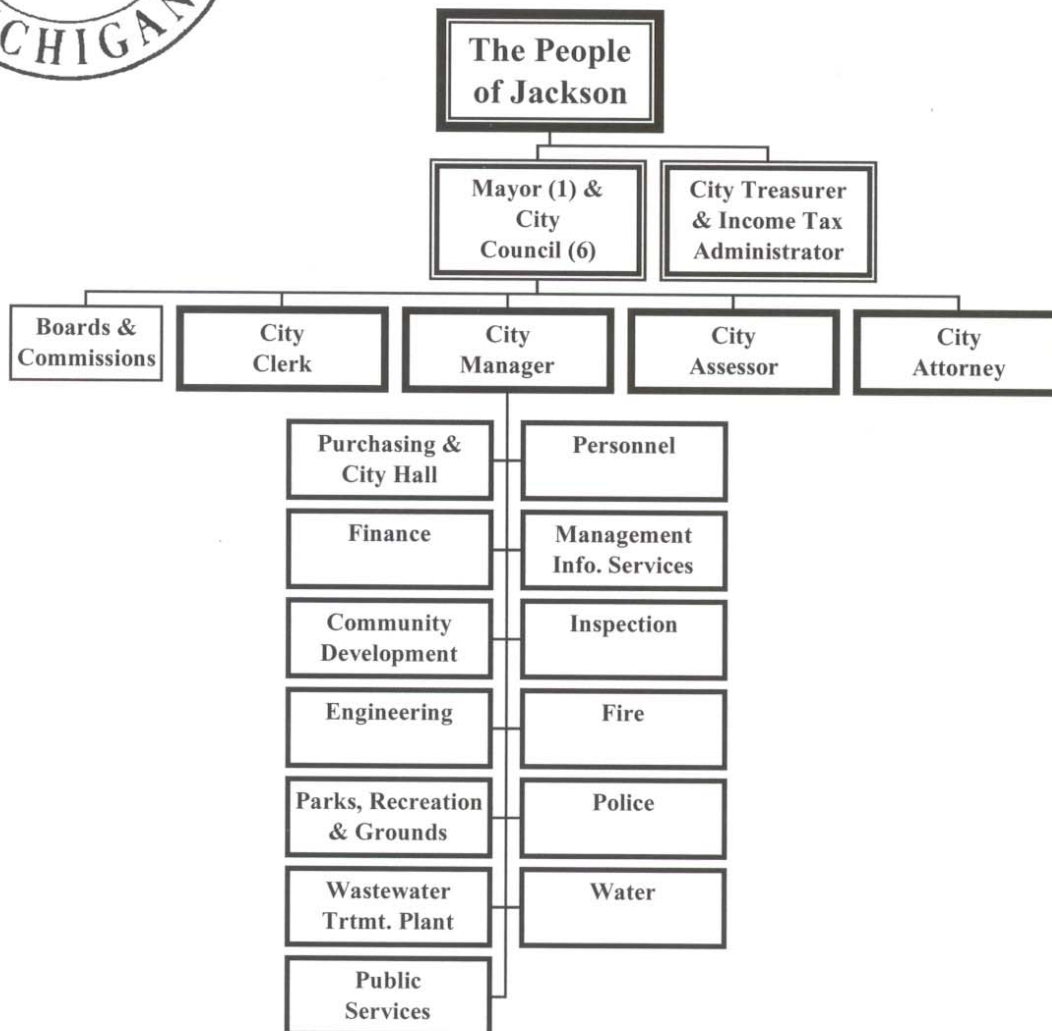 CHIGAN
The People
of Jackson
Mayor (1) &
City
Council (6)
City Treasurer
& Income Tax
Administrator
Boards &
Commissions
City
Clerk
City
Manager
City
Assessor
City
Attorney
Purchasing &
City Hall
Personnel
Finance
Management
Info. Services
Community
Development
Inspection
Engineering
Fire
Parks, Recreation
& Grounds
Police
Wastewater
Trtmt. Plant
Water
Public
Services